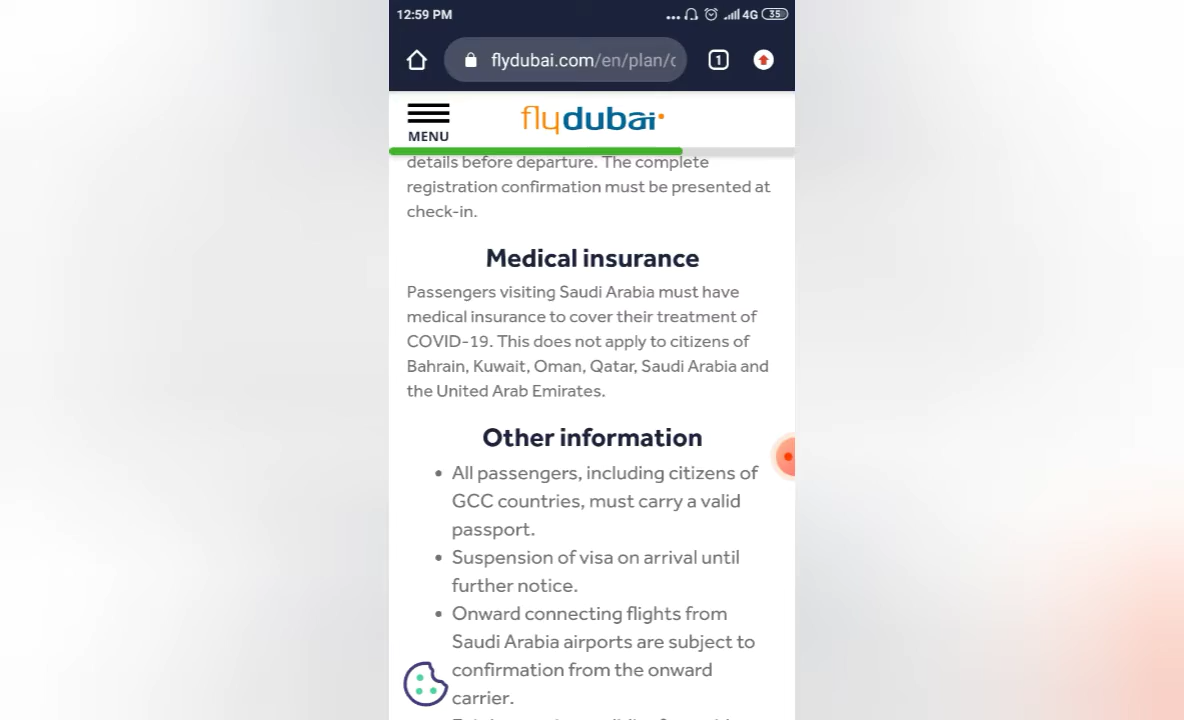 12:59 PM
4G
35
flydubai.com/en/plan/c
1
MENU
flydubai
details before departure. The complete
registration confirmation must be presented at
check-in.
Medical insurance
Passengers visiting Saudi Arabia must have
medical insurance to cover their treatment of
COVID-19. This does not apply to citizens of
Bahrain, Kuwait, Oman, Qatar, Saudi Arabia and
the United Arab Emirates.
Other information
• All passengers, including citizens of
GCC countries, must carry a valid
passport.
• Suspension of visa on arrival until
further notice.
• Onward connecting flights from
Saudi Arabia airports are subject to
confirmation from the onward
carrier.